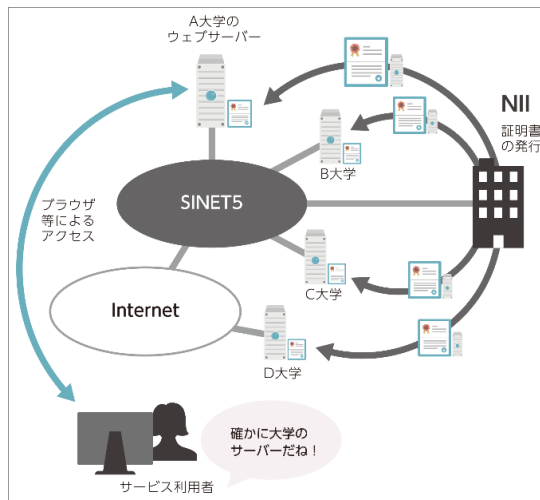 A大学の
ウェブサーバー
NII
証明書
の発行
B大学
SINET5
ブラウザ
等による
アクセス
C大学
Internet
D大学
確かに大学の
サーバーだね！
サービス利用者